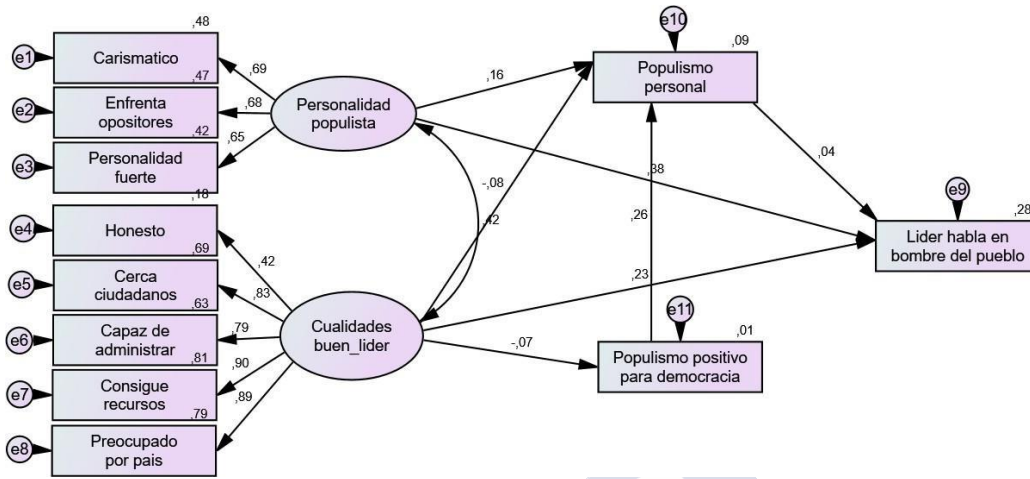 ,48
e1
Carismatico
,47
,69
e2
Enfrenta
opositores
,42
,68
e3
Personalidad
fuerte
,65
,18
e4
Honesto
,69
,42
e5
Cerca
ciudadanos
,63
,83
e6
Capaz de
administrar
,81
,79
e7
Consigue
recursos
,79
,90
e8
Preocupado
por pais
,89
Personalidad
populista
Cualidades
buen_lider
,16
-,08
,42
,38
,23
-,07
,26
,04
e10
,09
Populismo
personal
e9
,28
Lider habla en
bombre del pueblo
e11
,01
Populismo positivo
para democracia